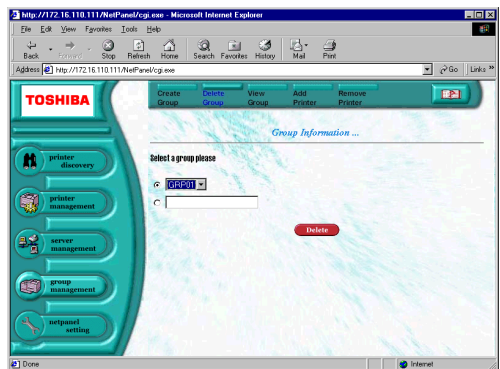 http://172.16.110.111/NetPanel/cgi.exe - Microsoft Internet Explorer
File Edit View Favorites Tools Help
Back Forward Stop Refresh Home Search Favorites History Mail Print
Address http://172.16.110.111/NetPanel/cgi.exe Go Links »
TOSHIBA
Create Group Delete Group View Group Add Printer Remove Printer
Group Information ...
Select a group please
GRP01
Delete
printer discovery
printer management
server management
group management
netpanel setting
Done Internet